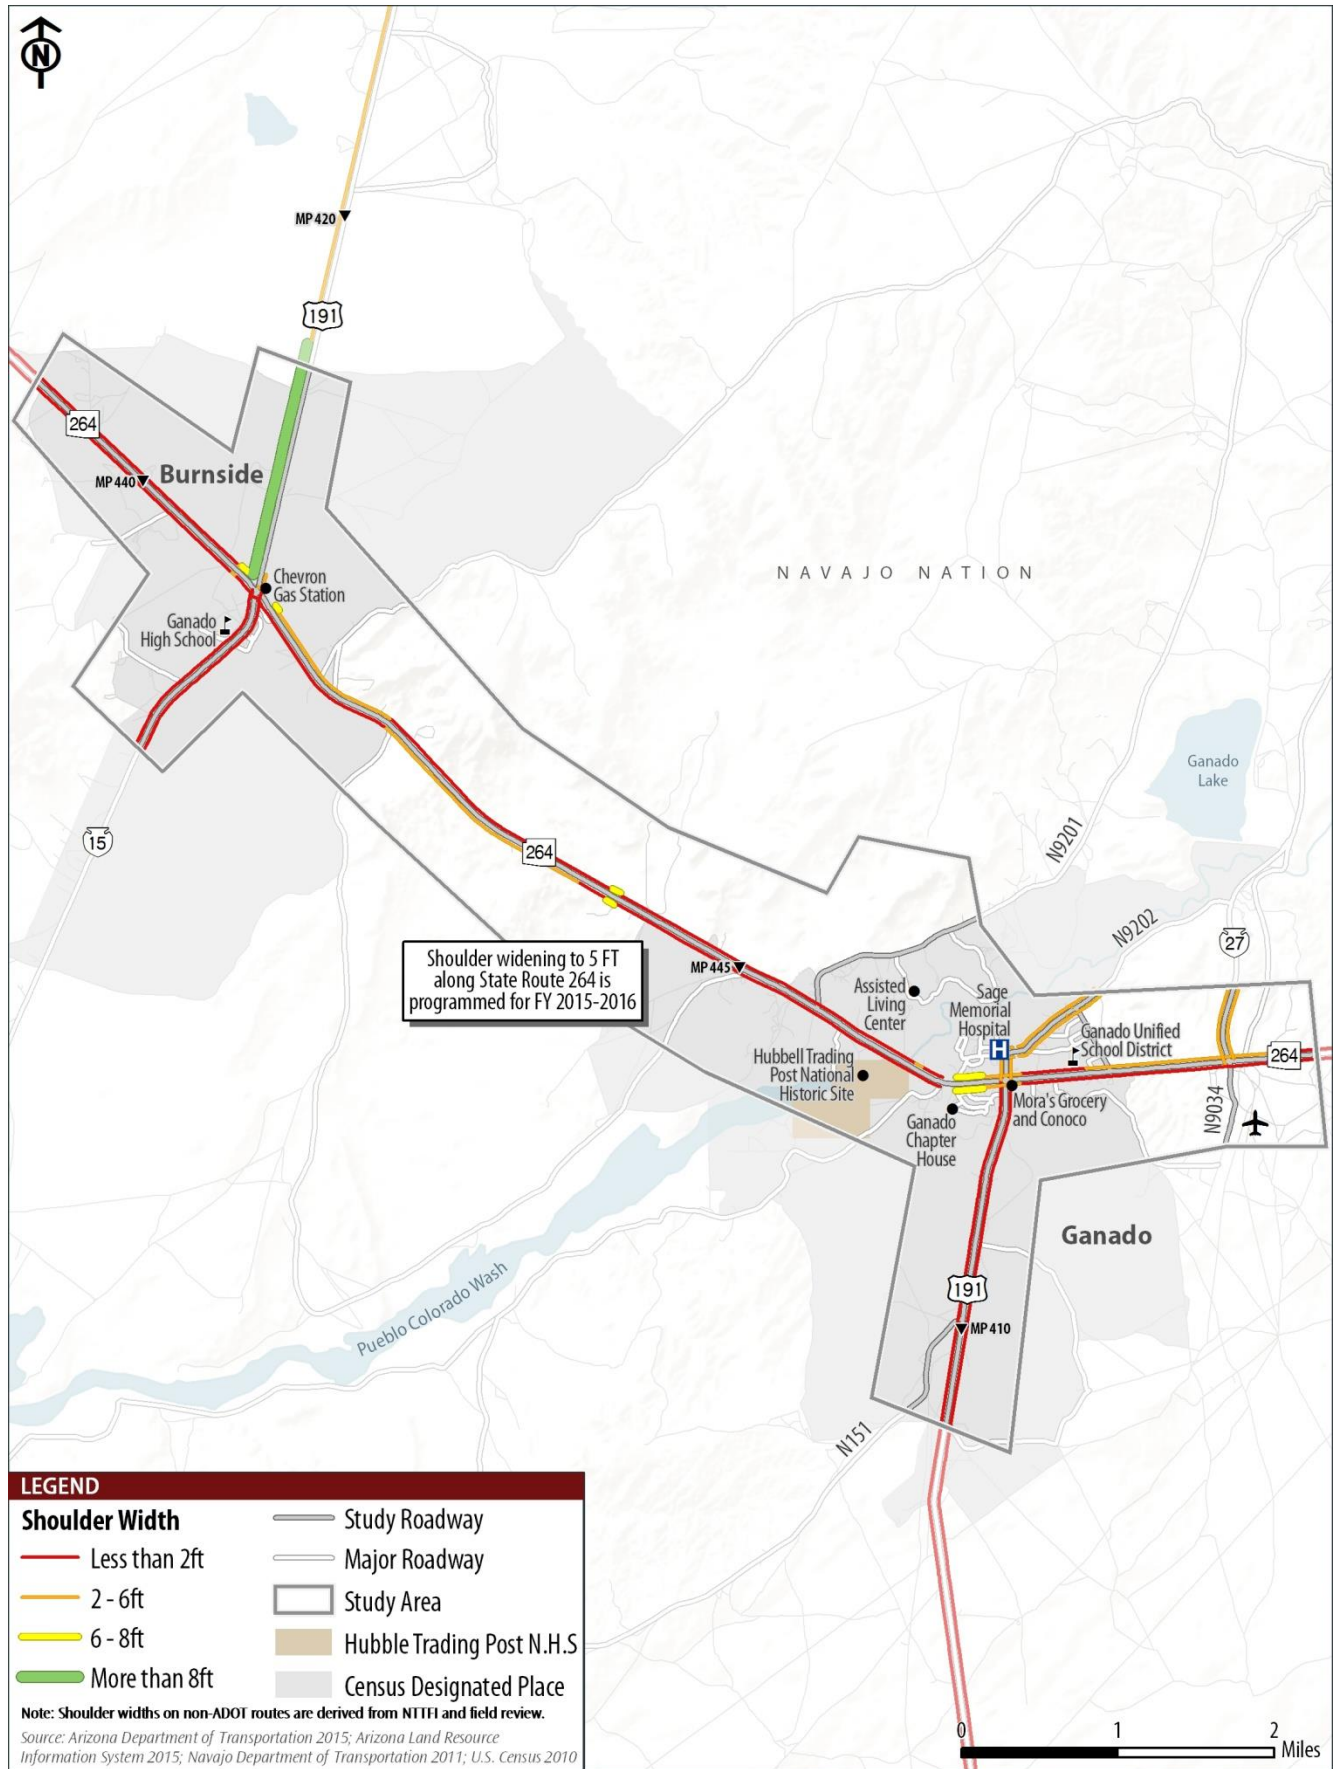 N
MP 420
191
264
Burnside
MP 440
Chevron
Gas Station
Ganado
High School
NAVAJO NATION
Ganado
Lake
15
264
N9201
N9202
27
Shoulder widening to 5 FT
along State Route 264 is
programmed for FY 2015-2016
MP 445
Assisted
Living
Center
Sage
Memorial
Hospital
H
Ganado Unified
School District
264
Hubbell Trading
Post National
Historic Site
Mora's Grocery
and Conoco
N9034
Ganado
Chapter
House
Ganado
191
MP 410
Pueblo Colorado Wash
N151
LEGEND
Shoulder Width
Less than 2ft
2 - 6ft
6 - 8ft
More than 8ft
Study Roadway
Major Roadway
Study Area
Hubble Trading Post N.H.S
Census Designated Place
Note: Shoulder widths on non-ADOT routes are derived from NTTFI and field review.
Source: Arizona Department of Transportation 2015; Arizona Land Resource
Information System 2015; Navajo Department of Transportation 2011; U.S. Census 2010
0 1 2
Miles